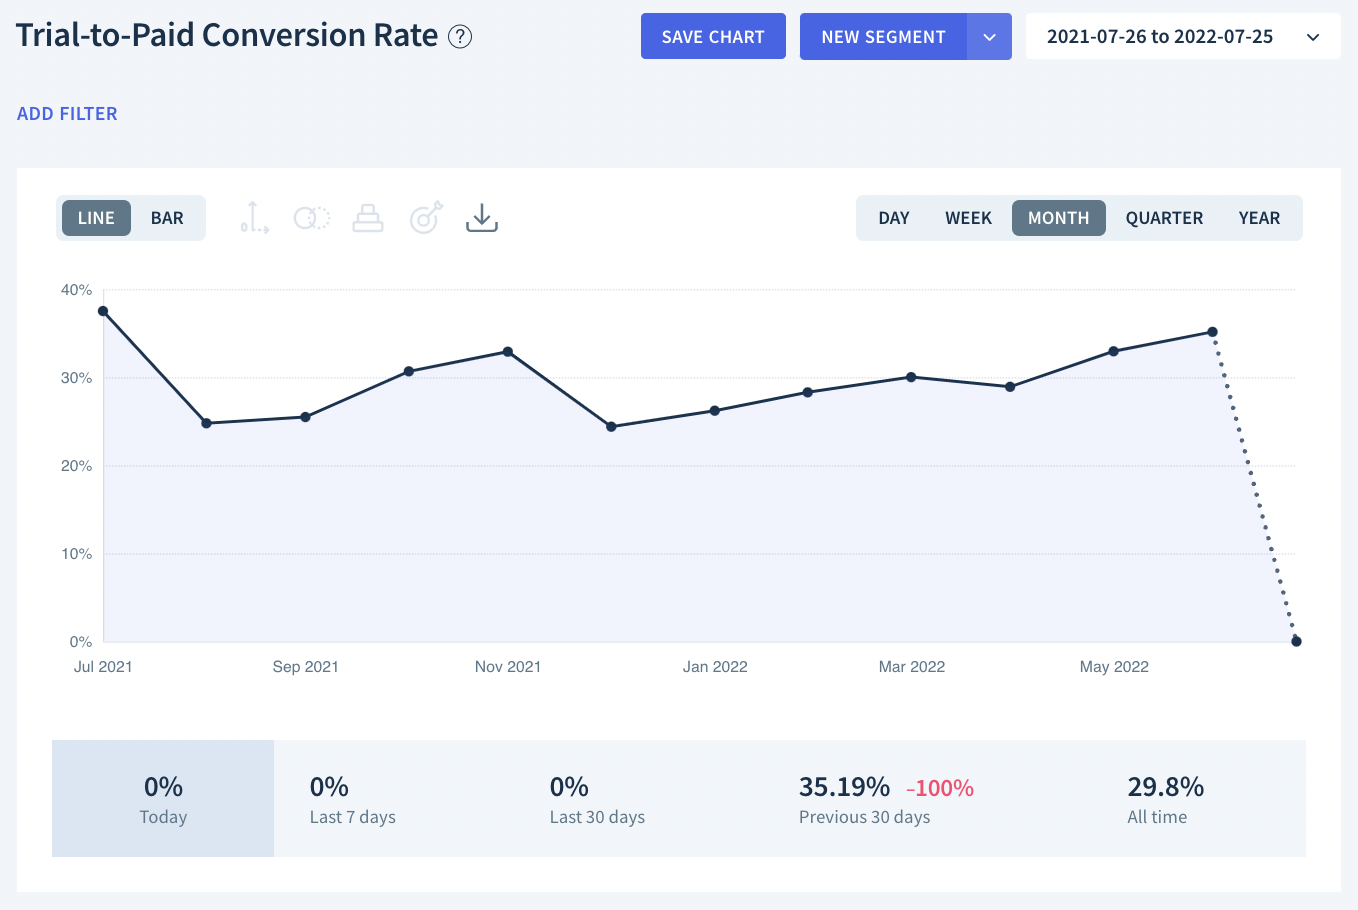 Trial-to-Paid Conversion Rate ?
SAVE CHART
NEW SEGMENT
2021-07-26 to 2022-07-25
ADD FILTER
LINE BAR
0
DAY WEEK MONTH QUARTER YEAR
40%
30%
20%
10%
0%
Jul 2021 Sep 2021 Nov 2021 Jan 2022 Mar 2022 May 2022
0% 0% 0% 35.19% -100% 29.8%
Today Last 7 days Last 30 days Previous 30 days All time